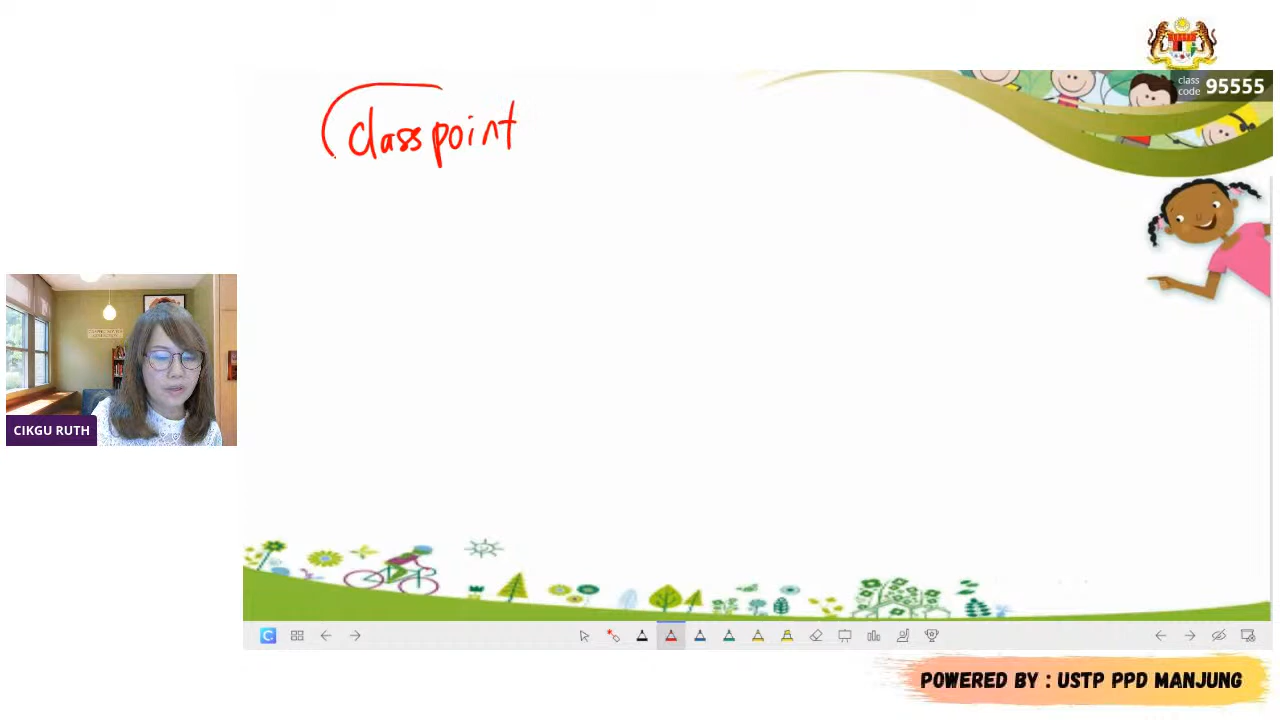 class
code 95555
classpoint
CIKGU RUTH
POWERED BY : USTP PPD MANJUNG